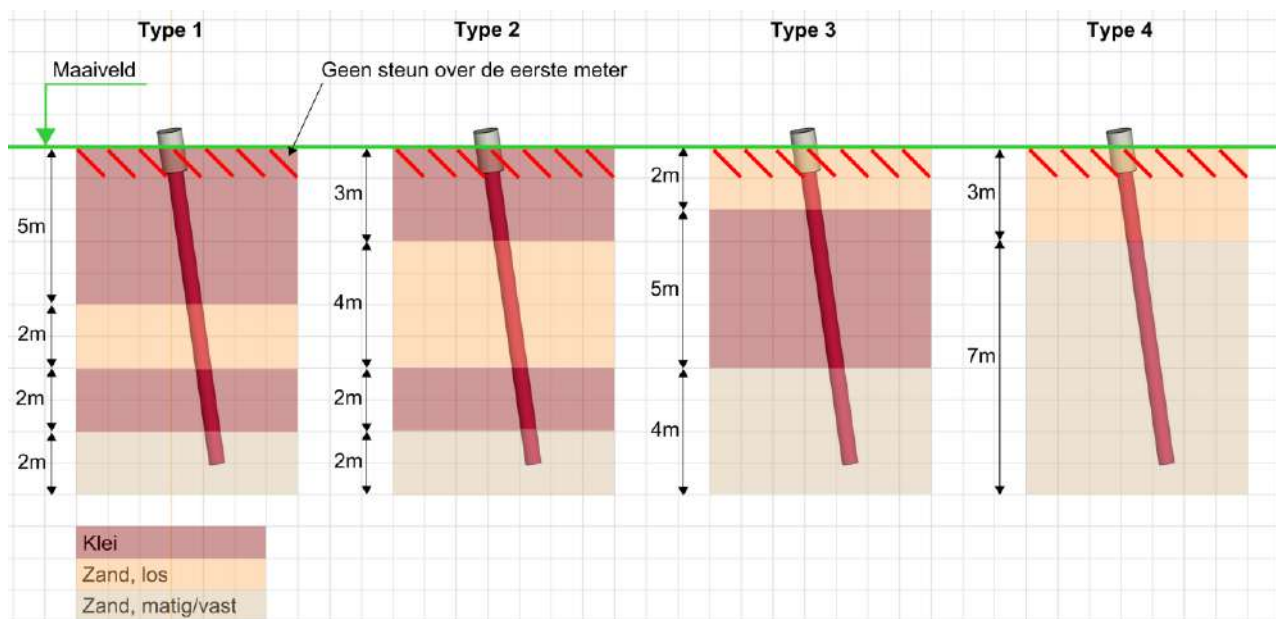 Type 1
Type 2
Type 3
Type 4
Maaiveld
Geen steun over de eerste meter
5m
2m
2m
2m
3m
4m
2m
2m
2m
5m
4m
3m
7m
Klei
Zand, los
Zand, matig/vast